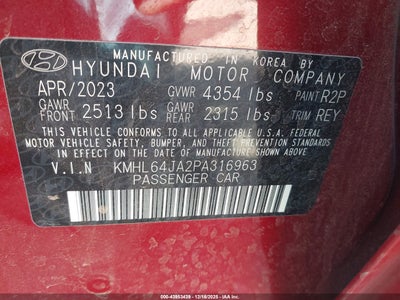 MANUFACTURED IN KOREA BY
HYUNDAI MOTOR COMPANY
APR/2023 GVWR 4354 lbs PAINT R2P
GAWR FRONT 2513 lbs GAWR REAR 2315 lbs TRIM REY
THIS VEHICLE CONFORMS TO ALL APPLICABLE U.S.A. FEDERAL
MOTOR VEHICLE SAFETY, BUMPER, AND THEFT PREVENTION STANDARDS
IN EFFECT ON THE DATE OF MANUFACTURE SHOWN ABOVE.
V.I.N KMHL64JA2PA316963
PASSENGER CAR